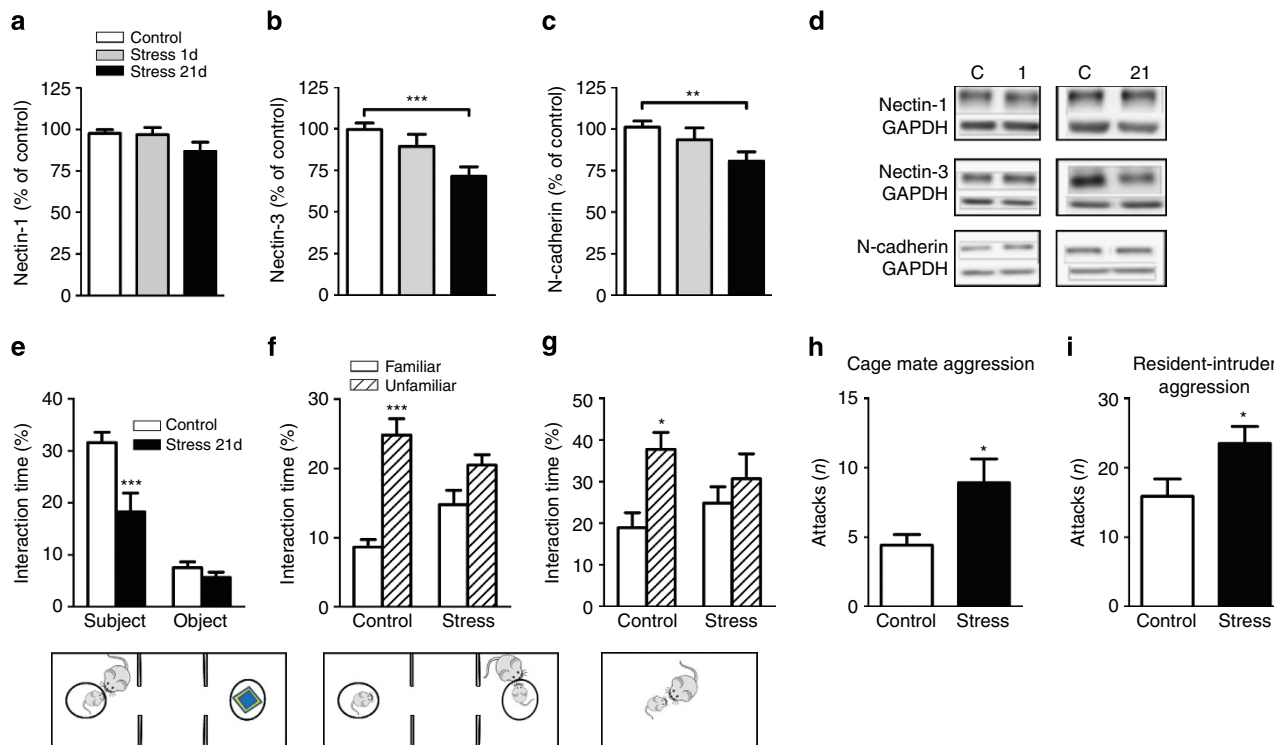 a
Control
Stress 1d
Stress 21d
Nectin-1 (% of control)
125
100
75
50
25
0
b
Nectin-3 (% of control)
125
100
75
50
25
0
***
c
N-cadherin (% of control)
125
100
75
50
25
0
**
d
C 1 C 21
Nectin-1
GAPDH
Nectin-3
GAPDH
N-cadherin
GAPDH
e
Interaction time (%)
40
30
20
10
0
Control
Stress 21d
***
Subject Object
f
Familiar
Unfamiliar
Interaction time (%)
30
20
10
0
***
Control Stress
g
Interaction time (%)
50
40
30
20
10
0
*
Control Stress
h
Cage mate aggression
Attacks (n)
15
10
5
0
*
Control Stress
i
Resident-intruder
aggression
Attacks (n)
30
20
10
0
*
Control Stress